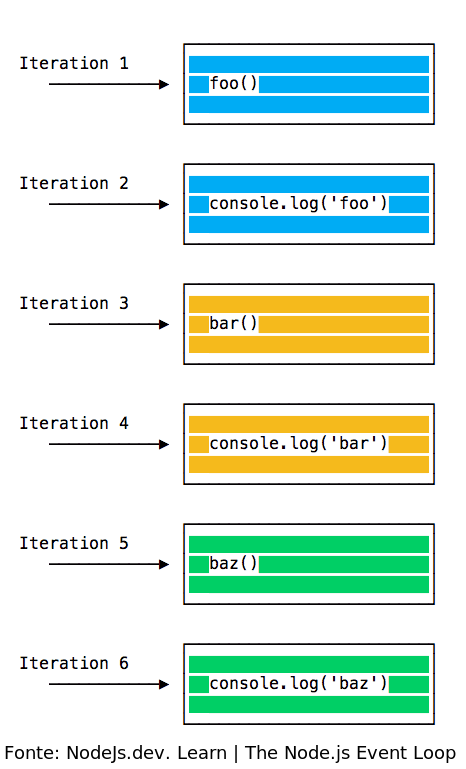 Iteration 1
foo()
Iteration 2
console.log('foo')
Iteration 3
bar()
Iteration 4
console.log('bar')
Iteration 5
baz()
Iteration 6
console.log('baz')
Fonte: NodeJs.dev. Learn | The Node.js Event Loop